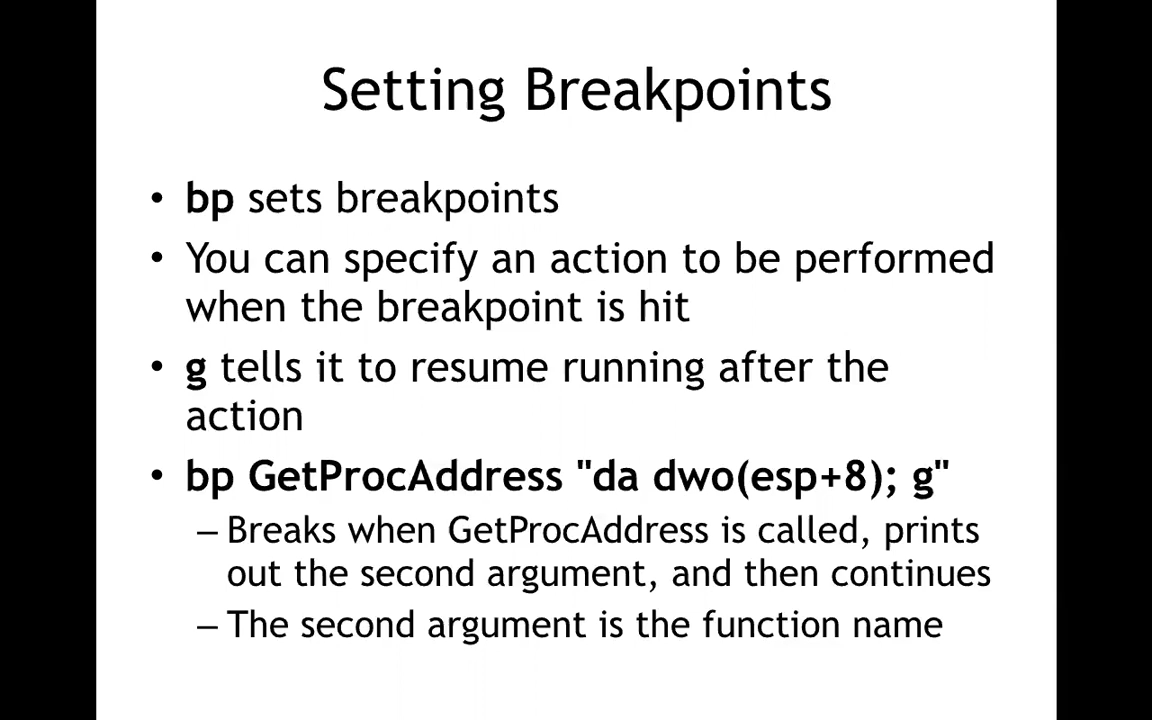 Setting Breakpoints
• bp sets breakpoints
• You can specify an action to be performed
when the breakpoint is hit
• g tells it to resume running after the
action
• bp GetProcAddress "da dwo(esp+8); g"
– Breaks when GetProcAddress is called, prints
out the second argument, and then continues
– The second argument is the function name